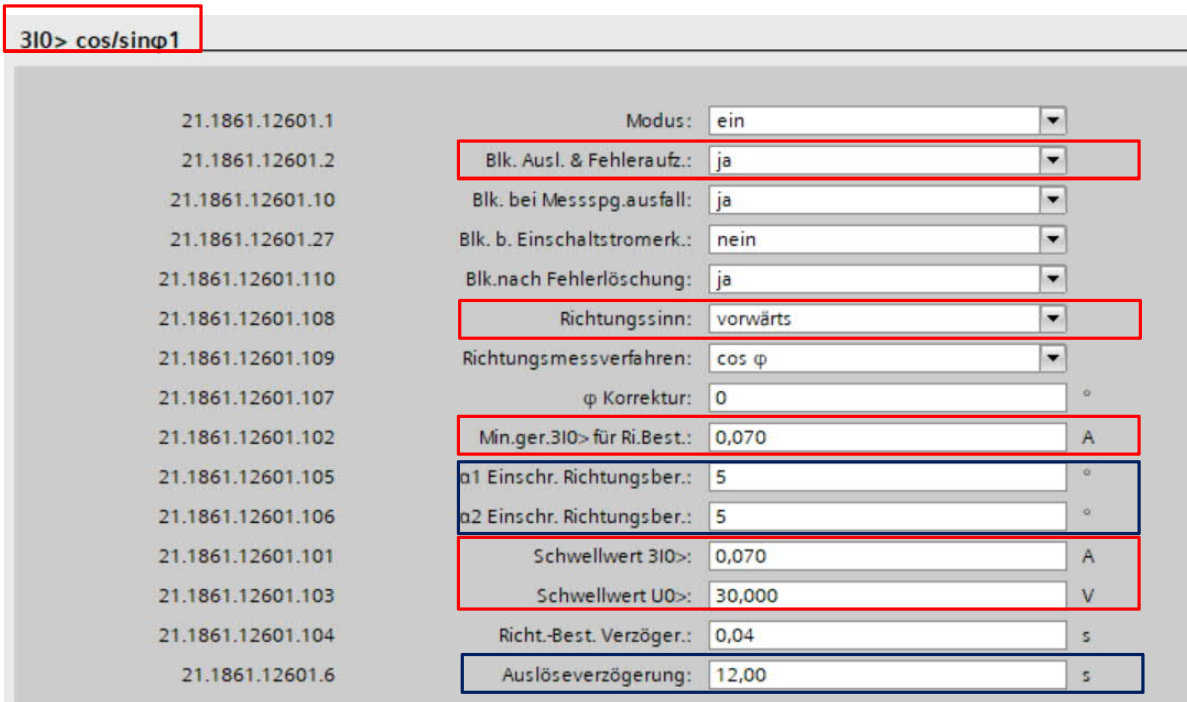 3I0> cos/sinφ1
21.1861.12601.1 Modus: ein
21.1861.12601.2 Blk. Ausl. & Fehleraufz.: ja
21.1861.12601.10 Blk. bei Messspg.ausfall: ja
21.1861.12601.27 Blk. b. Einschaltstromerk.: nein
21.1861.12601.110 Blk.nach Fehlerlöschung: ja
21.1861.12601.108 Richtungssinn: vorwärts
21.1861.12601.109 Richtungsmessverfahren: cos φ
21.1861.12601.107 φ Korrektur: 0 °
21.1861.12601.102 Min.ger.3I0> für Ri.Best.: 0,070 A
21.1861.12601.105 α1 Einschr. Richtungsber.: 5 °
21.1861.12601.106 α2 Einschr. Richtungsber.: 5 °
21.1861.12601.101 Schwellwert 3I0>: 0,070 A
21.1861.12601.103 Schwellwert U0>: 30,000 V
21.1861.12601.104 Richt.-Best. Verzöger.: 0,04 s
21.1861.12601.6 Auslöseverzögerung: 12,00 s